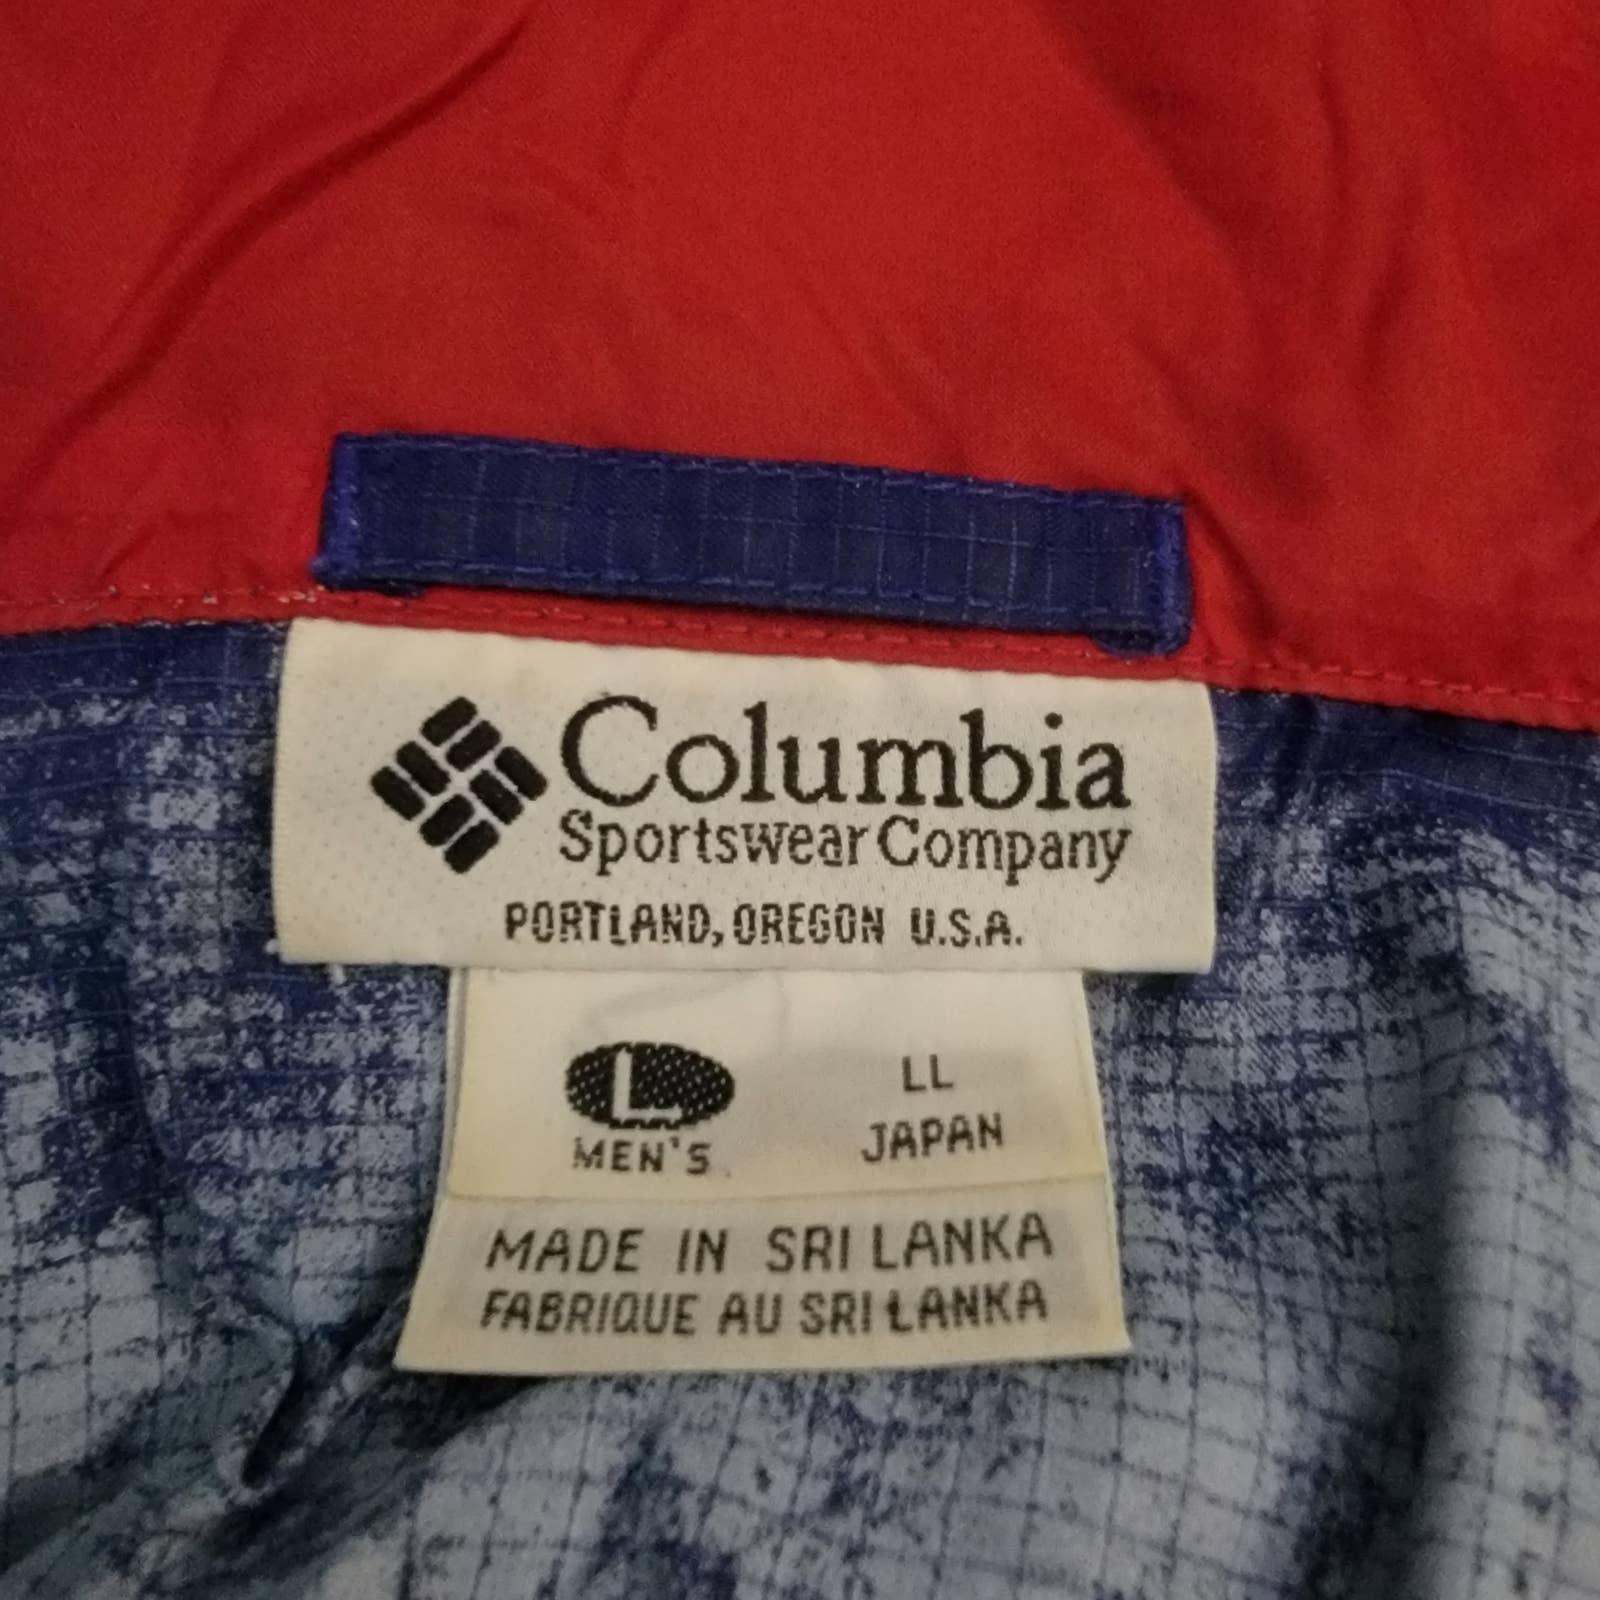 Columbia
Sportswear Company
PORTLAND, OREGON U.S.A.
L LL
MEN'S JAPAN
MADE IN SRI LANKA
FABRIQUE AU SRI LANKA